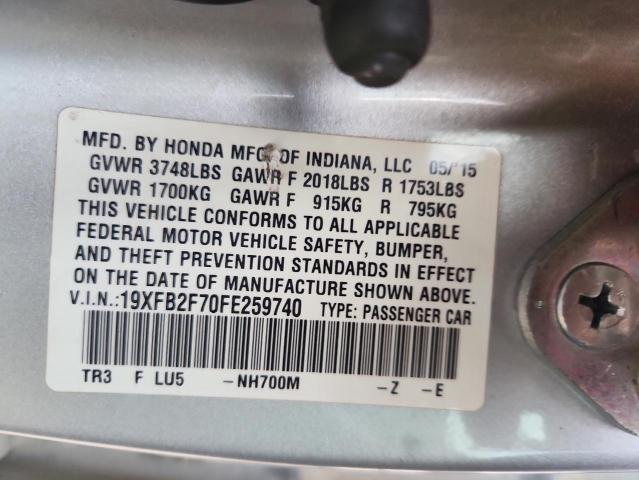 MFD. BY HONDA MFG. OF INDIANA, LLC 05/'15
GVWR 3748LBS GAWR F 2018LBS R 1753LBS
GVWR 1700KG GAWR F 915KG R 795KG
THIS VEHICLE CONFORMS TO ALL APPLICABLE
FEDERAL MOTOR VEHICLE SAFETY, BUMPER,
AND THEFT PREVENTION STANDARDS IN EFFECT
ON THE DATE OF MANUFACTURE SHOWN ABOVE.
V.I.N.:19XFB2F70FE259740 TYPE: PASSENGER CAR
TR3 F LU5 -NH700M -Z -E